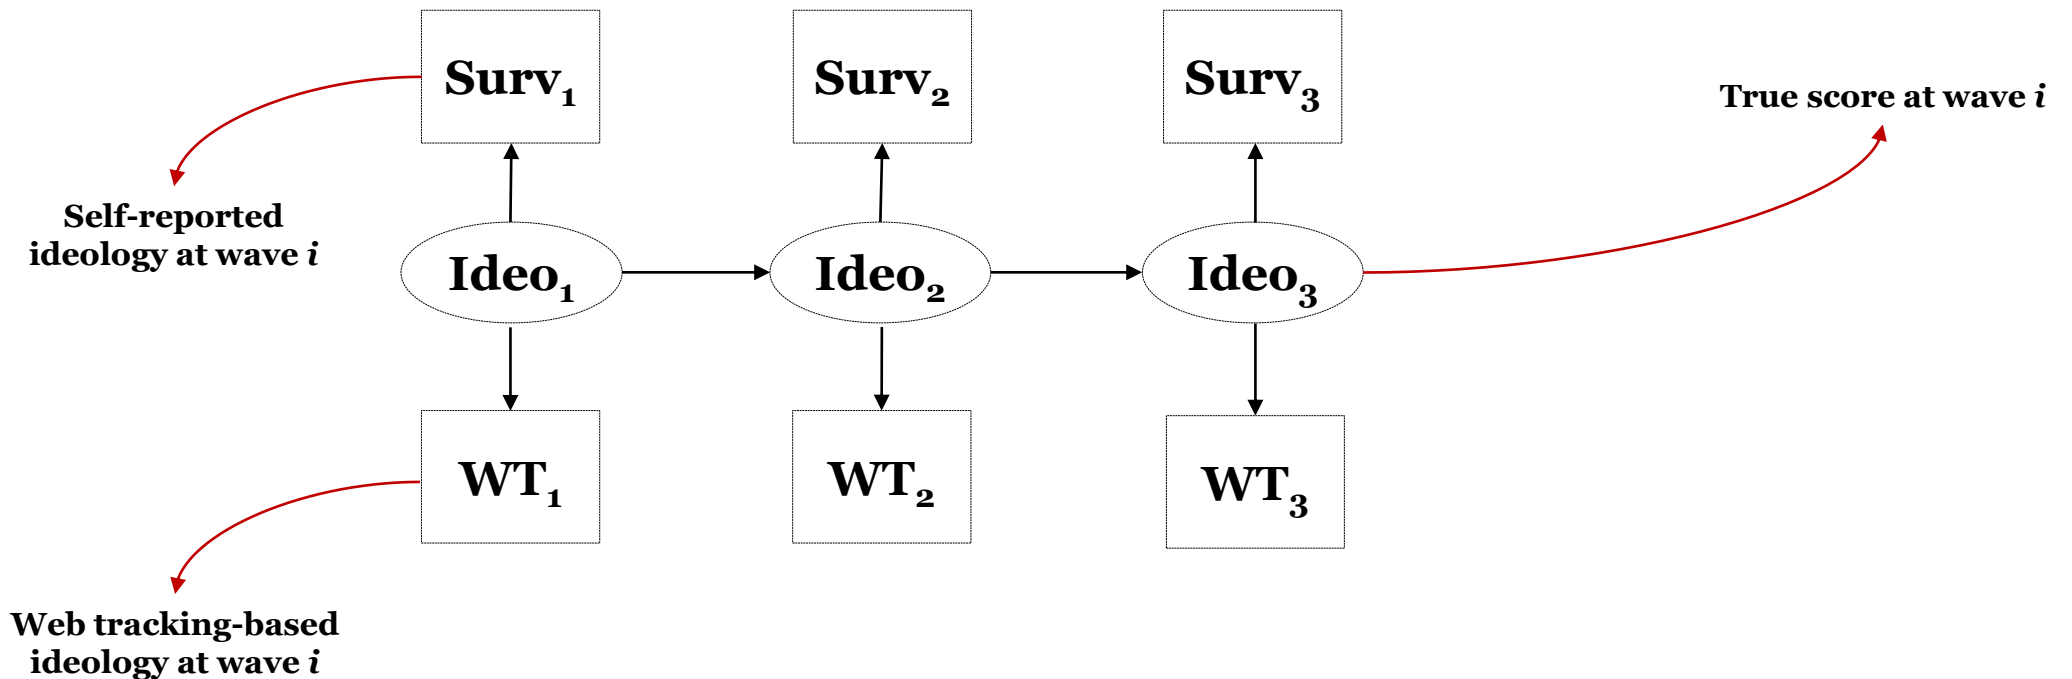 Surv₁
Surv₂
Surv₃
True score at wave i
Self-reported
ideology at wave i
Ideo₁
Ideo₂
Ideo₃
WT₁
WT₂
WT₃
Web tracking-based
ideology at wave i